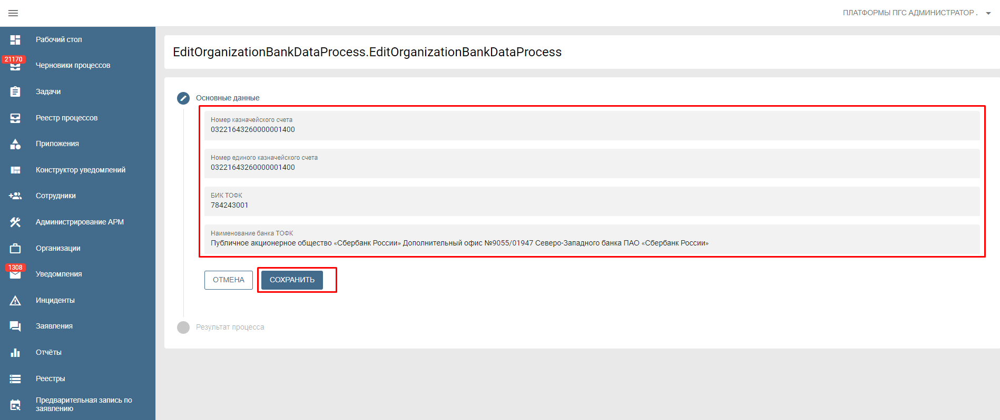 ПЛАТФОРМЫ ПГС АДМИНИСТРАТОР .
Рабочий стол
21170
Черновики процессов
Задачи
Реестр процессов
Приложения
Конструктор уведомлений
Сотрудники
Администрирование АРМ
Организации
1308
Уведомления
Инциденты
Заявления
Отчёты
Реестры
Предварительная запись по
заявлению
EditOrganizationBankDataProcess.EditOrganizationBankDataProcess
Основные данные
Номер казначейского счета
03221643260000001400
Номер единого казначейского счета
03221643260000001400
БИК ТОФК
784243001
Наименование банка ТОФК
Публичное акционерное общество «Сбербанк России» Дополнительный офис №9055/01947 Северо-Западного банка ПАО «Сбербанк России»
ОТМЕНА
СОХРАНИТЬ
Результат процесса